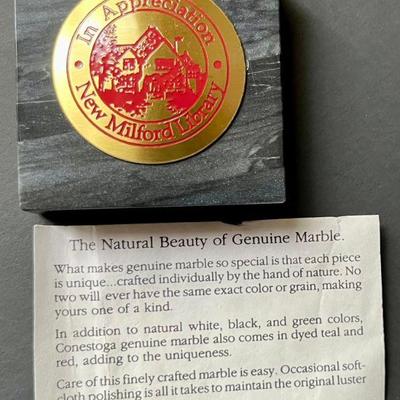 In Appreciation
New Milford Library
The Natural Beauty of Genuine Marble.
What makes genuine marble so special is that each piece
is unique...crafted individually by the hand of nature. No
two will ever have the same exact color or grain, making
yours one of a kind.
In addition to natural white, black, and green colors,
Conestoga genuine marble also comes in dyed teal and
red, adding to the uniqueness.
Care of this finely crafted marble is easy. Occasional soft-
cloth polishing is all it takes to maintain the original luster